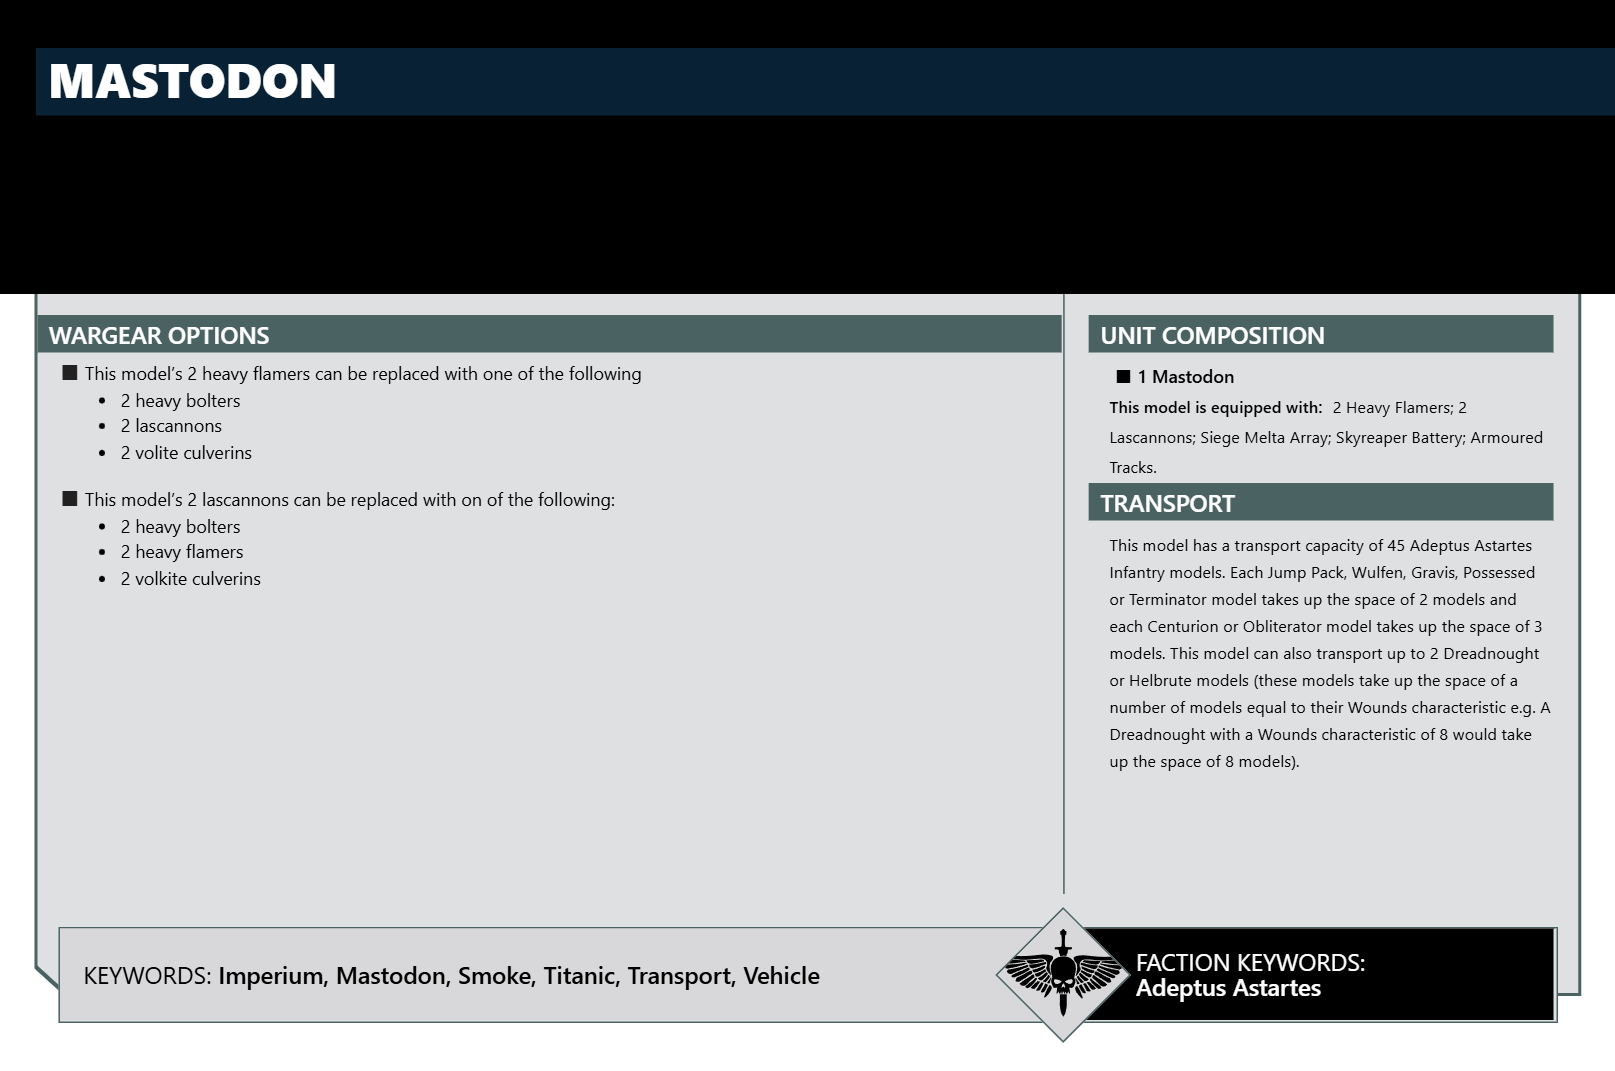 MASTODON
WARGEAR OPTIONS
■ This model's 2 heavy flamers can be replaced with one of the following
• 2 heavy bolters
• 2 lascannons
• 2 volite culverins
■ This model's 2 lascannons can be replaced with on of the following:
• 2 heavy bolters
• 2 heavy flamers
• 2 volkite culverins
UNIT COMPOSITION
■ 1 Mastodon
This model is equipped with: 2 Heavy Flamers; 2
Lascannons; Siege Melta Array; Skyreaper Battery; Armoured
Tracks.
TRANSPORT
This model has a transport capacity of 45 Adeptus Astartes
Infantry models. Each Jump Pack, Wulfen, Gravis, Possessed
or Terminator model takes up the space of 2 models and
each Centurion or Obliterator model takes up the space of 3
models. This model can also transport up to 2 Dreadnought
or Helbrute models (these models take up the space of a
number of models equal to their Wounds characteristic e.g. A
Dreadnought with a Wounds characteristic of 8 would take
up the space of 8 models).
KEYWORDS: Imperium, Mastodon, Smoke, Titanic, Transport, Vehicle
FACTION KEYWORDS:
Adeptus Astartes